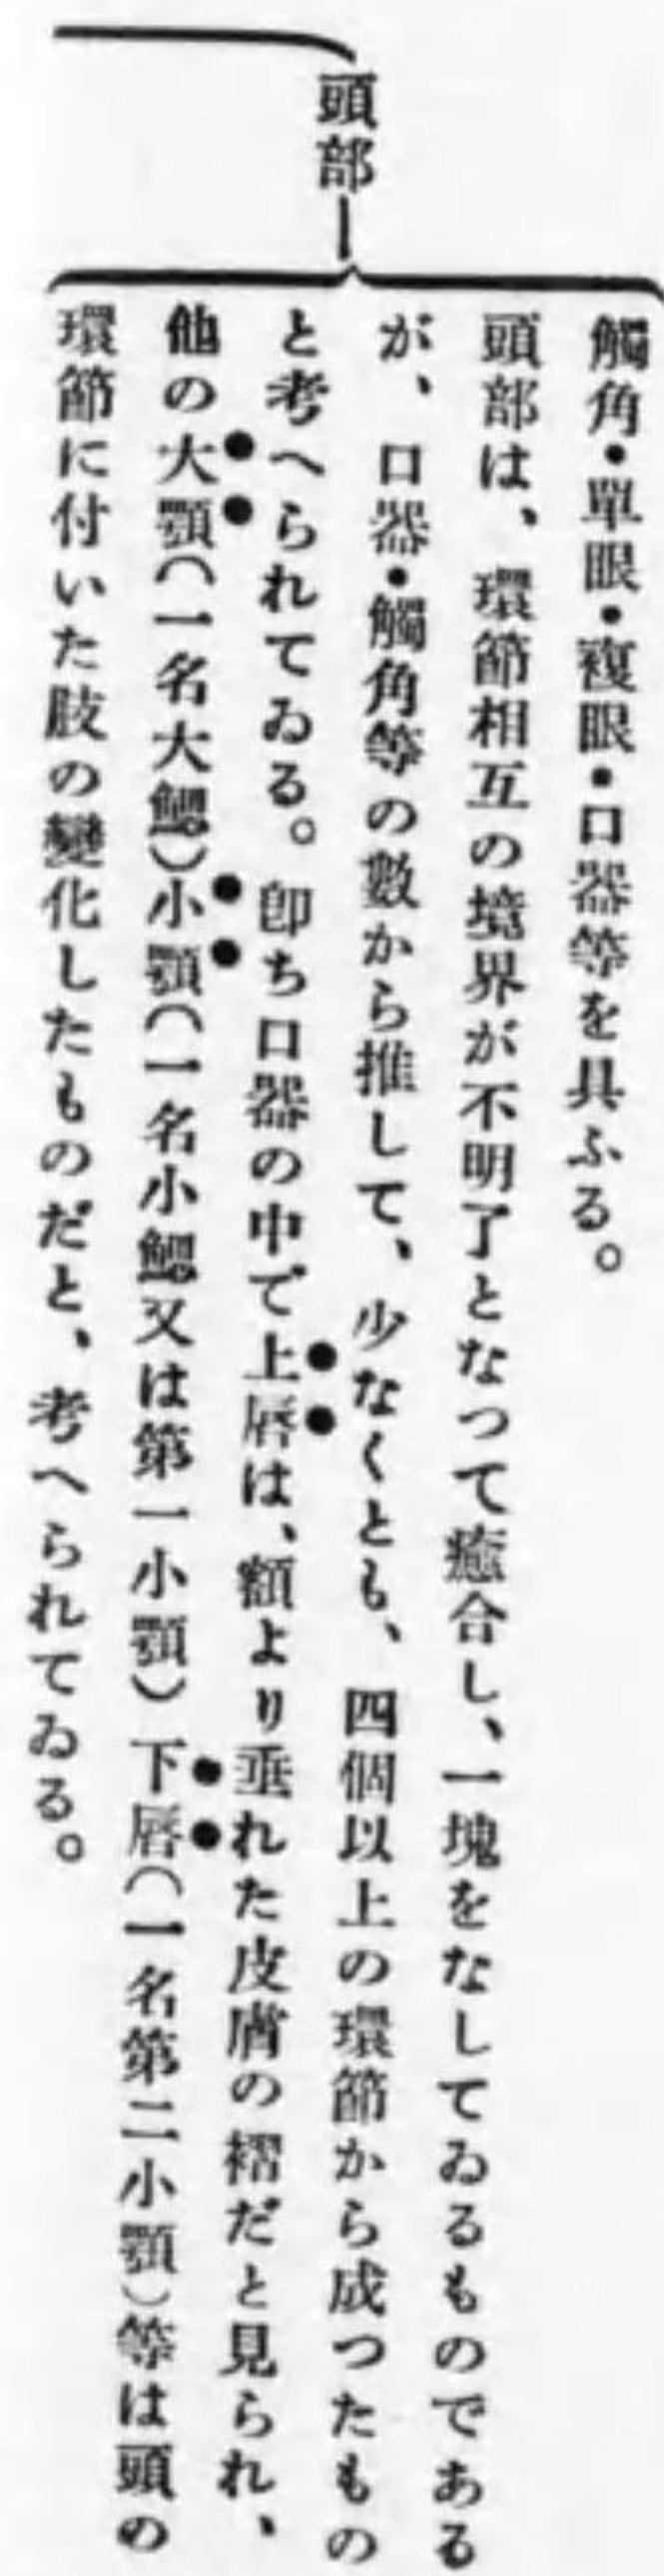 頭部
觸角・單眼・複眼・口器等を具ふる。
頭部は、環節相互の境界が不明了となつて癒合し、一塊をなしてゐるものである
が、口器・觸角等の數から推して、少なくとも、四個以上の環節から成つたもの
と考へられてゐる。卽ち口器の中で上唇は、額より垂れた皮膚の褶だと見られ、
他の大顎(一名大鰓)小顎(一名小鰓又は第一小顎)下唇(一名第二小顎)等は頭の
環節に付いた肢の變化したものだと、考へられてゐる。